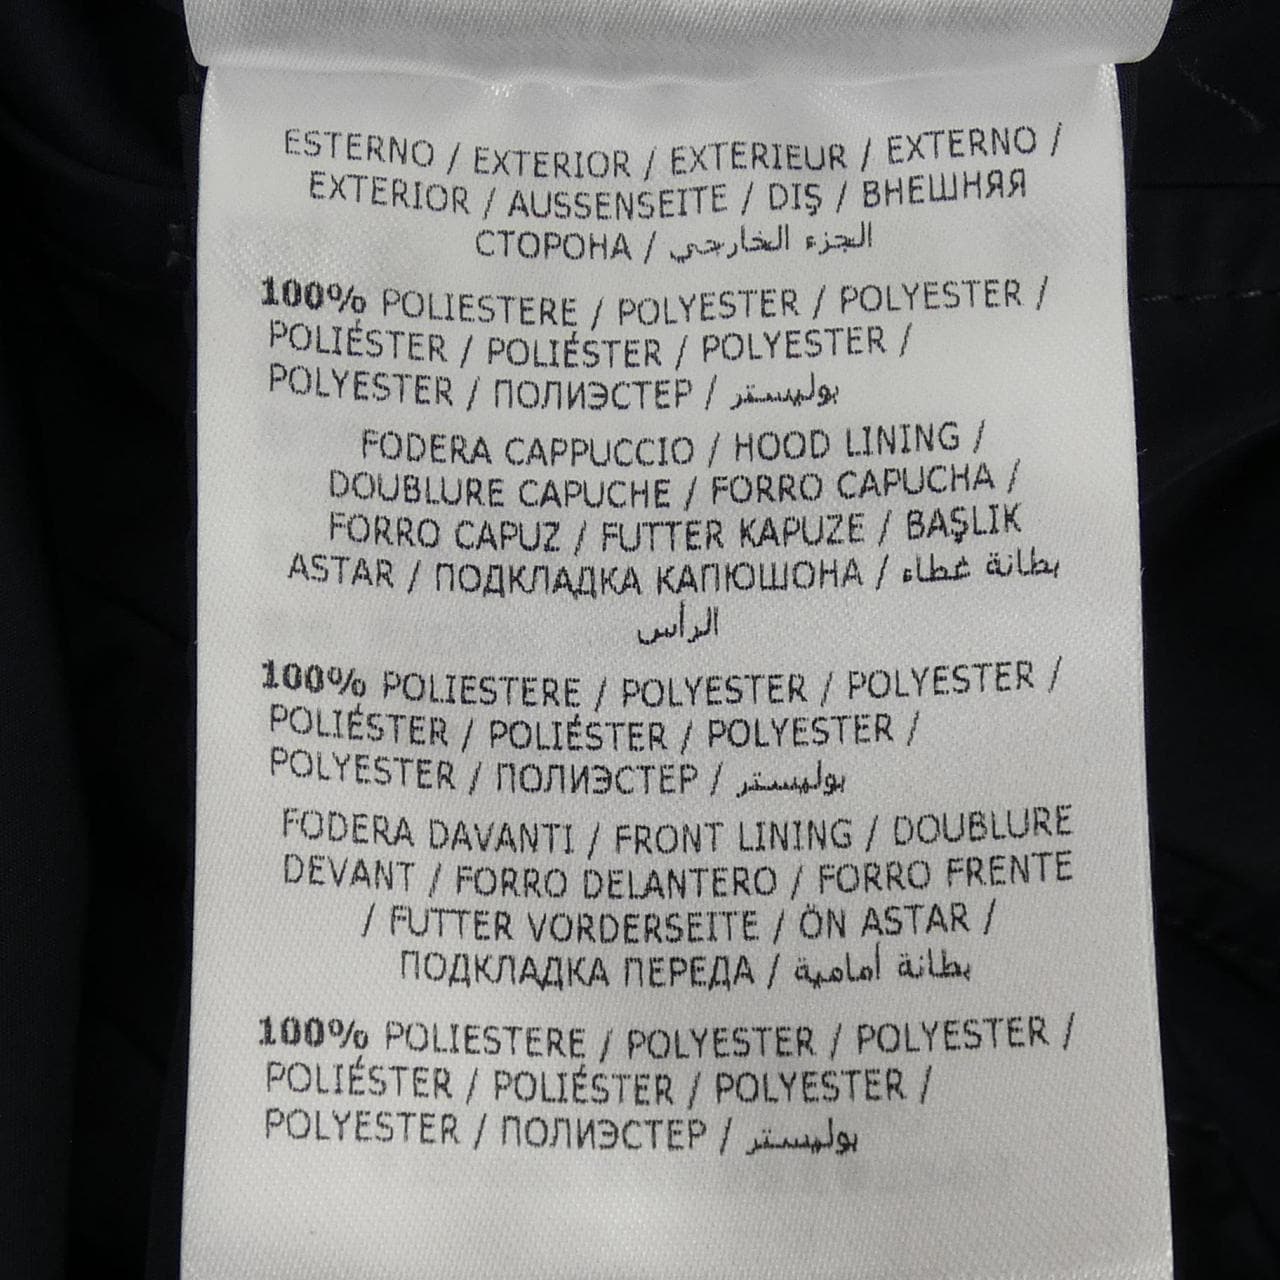 ESTERNO / EXTERIOR / EXTERIEUR / EXTERNO /
EXTERIOR / AUSSENSEITE / DIŞ / ВНЕШНЯЯ
СТОРОНА / الجزء الخارجي
100% POLIESTERE / POLYESTER / POLYESTER /
POLIÉSTER / POLIÉSTER / POLYESTER /
POLYESTER / ПОЛИЭСТЕР / بوليستر
FODERA CAPPUCCIO / HOOD LINING /
DOUBLURE CAPUCHE / FORRO CAPUCHA /
FORRO CAPUZ / FUTTER KAPUZE / BAŞLIK
ASTAR / ПОДКЛАДКА КАПЮШОНА / بطانة غطاء
الرأس
100% POLIESTERE / POLYESTER / POLYESTER /
POLIÉSTER / POLIÉSTER / POLYESTER /
POLYESTER / ПОЛИЭСТЕР / بوليستر
FODERA DAVANTI / FRONT LINING / DOUBLURE
DEVANT / FORRO DELANTERO / FORRO FRENTE
/ FUTTER VORDERSEITE / ÖN ASTAR /
ПОДКЛАДКА ПЕРЕДА / بطانة أمامية
100% POLIESTERE / POLYESTER / POLYESTER /
POLIÉSTER / POLIÉSTER / POLYESTER /
POLYESTER / ПОЛИЭСТЕР / بوليستر